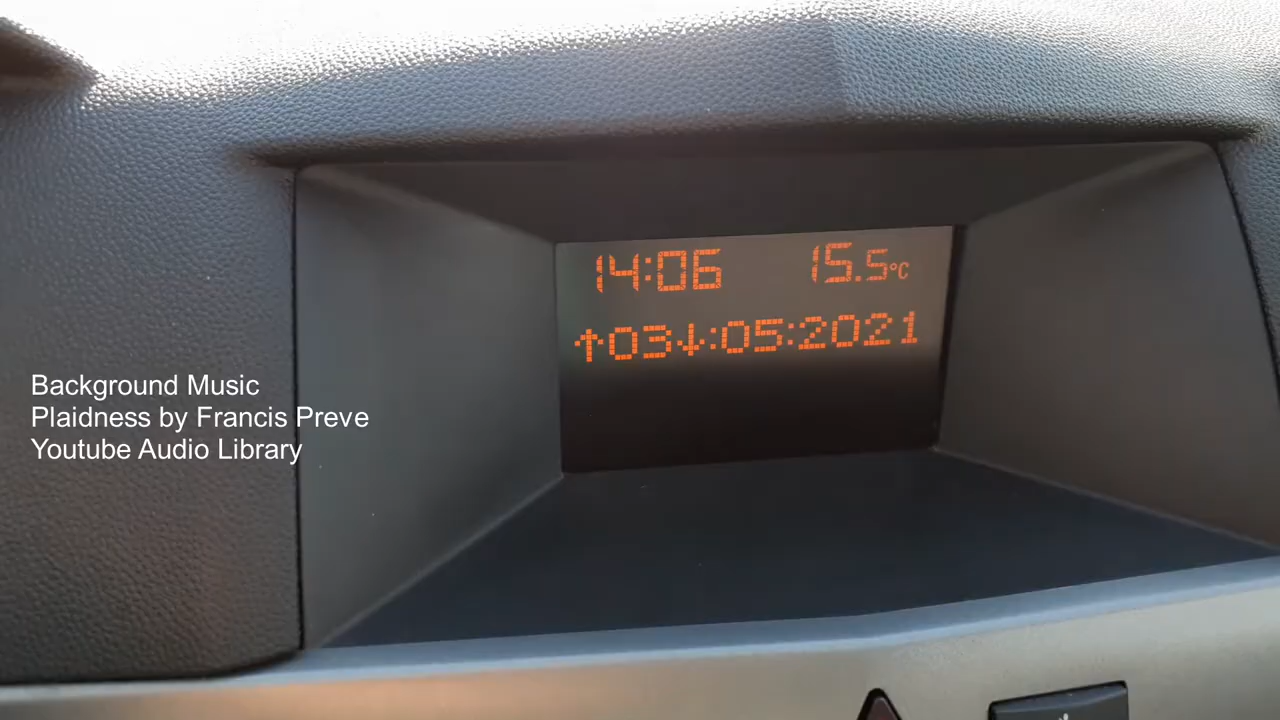 14:06 15.5°C
↑03↓:05:2021
Background Music
Plaidness by Francis Preve
Youtube Audio Library